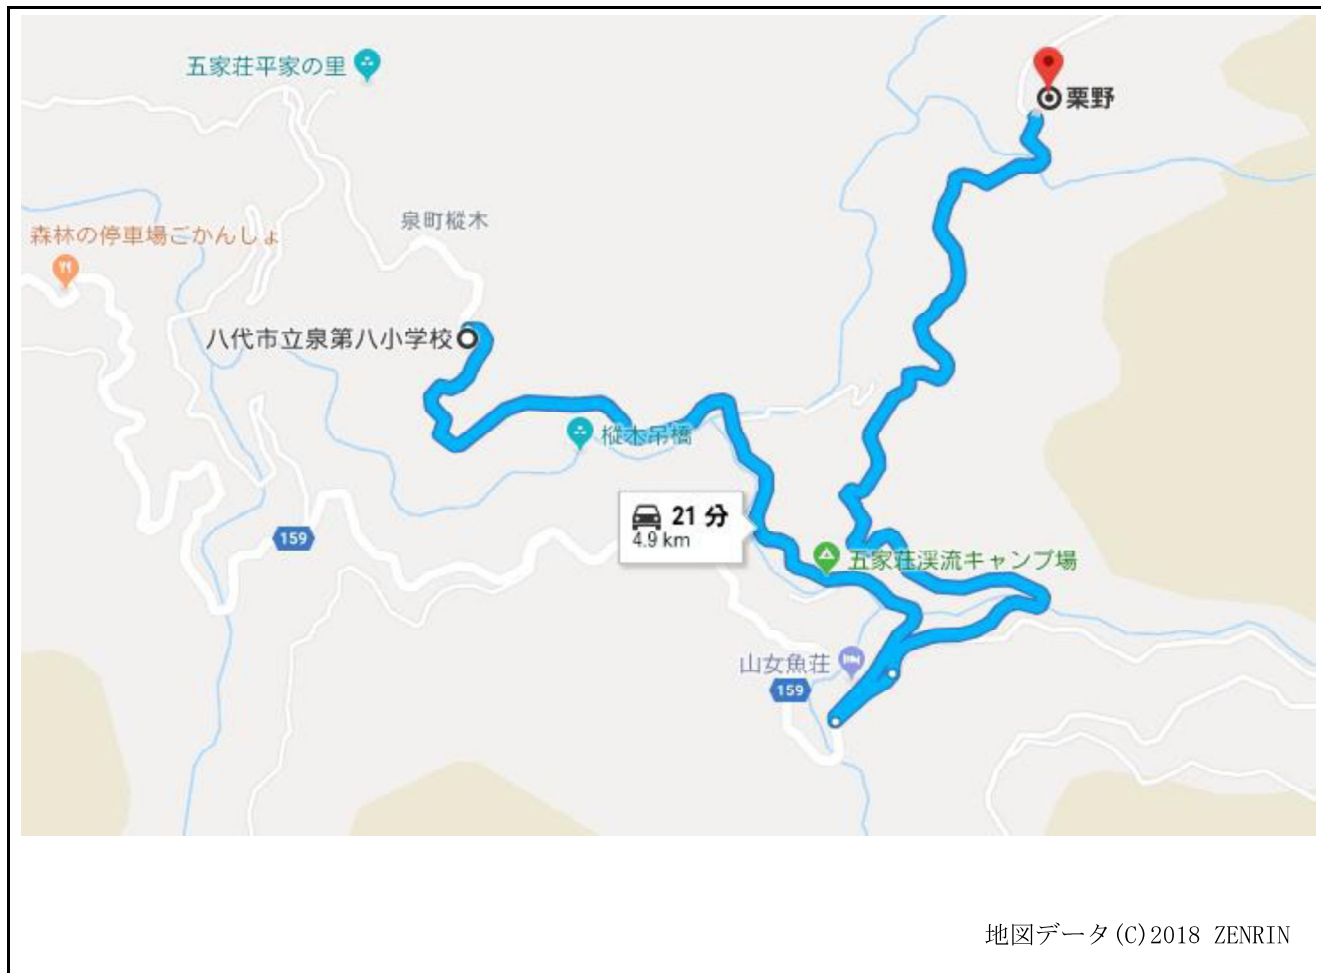 五家荘平家の里
栗野
泉町樅木
森林の停車場ごかんしょ
八代市立泉第八小学校
樅木吊橋
21 分
4.9 km
159
五家荘渓流キャンプ場
山女魚荘
159
地図データ(C)2018 ZENRIN